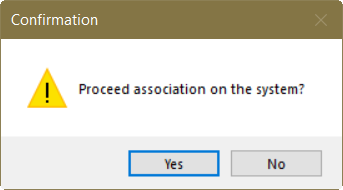 Confirmation
Proceed association on the system?
Yes
No